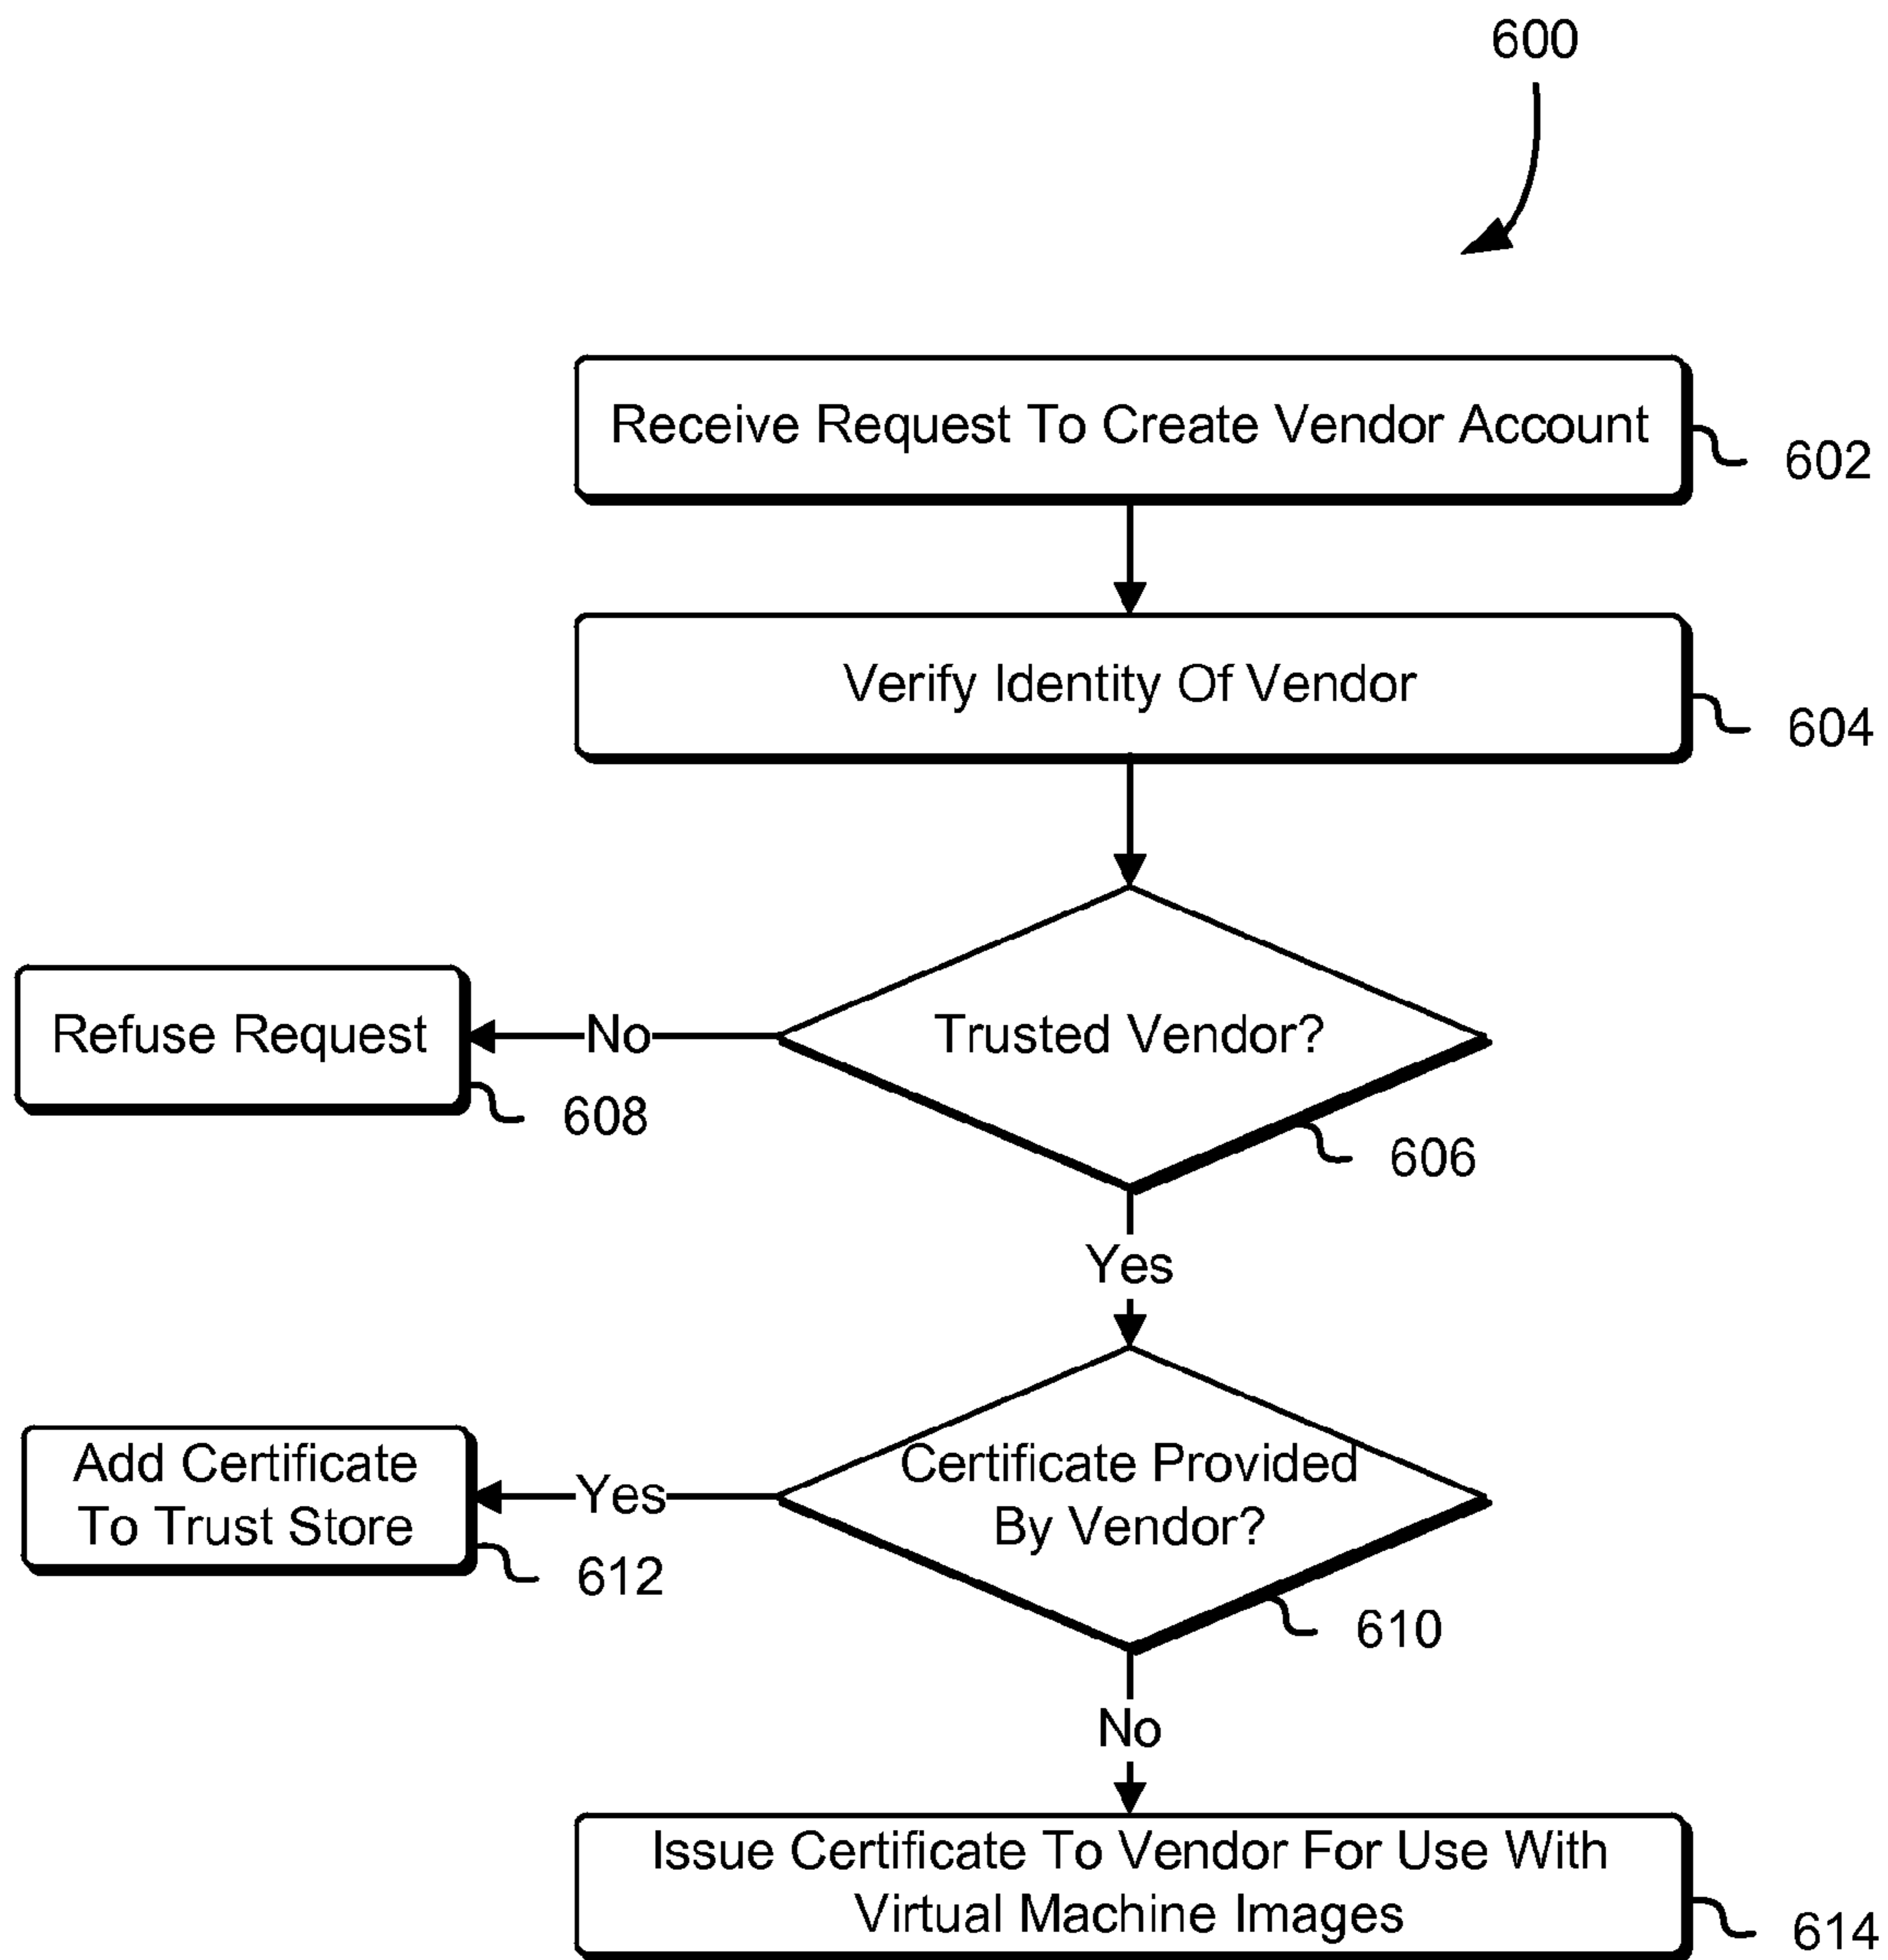 600
Receive Request To Create Vendor Account
602
Verify Identity Of Vendor
604
Trusted Vendor?
606
No
Refuse Request
608
Yes
Certificate Provided
By Vendor?
610
Yes
Add Certificate
To Trust Store
612
No
Issue Certificate To Vendor For Use With
Virtual Machine Images
614